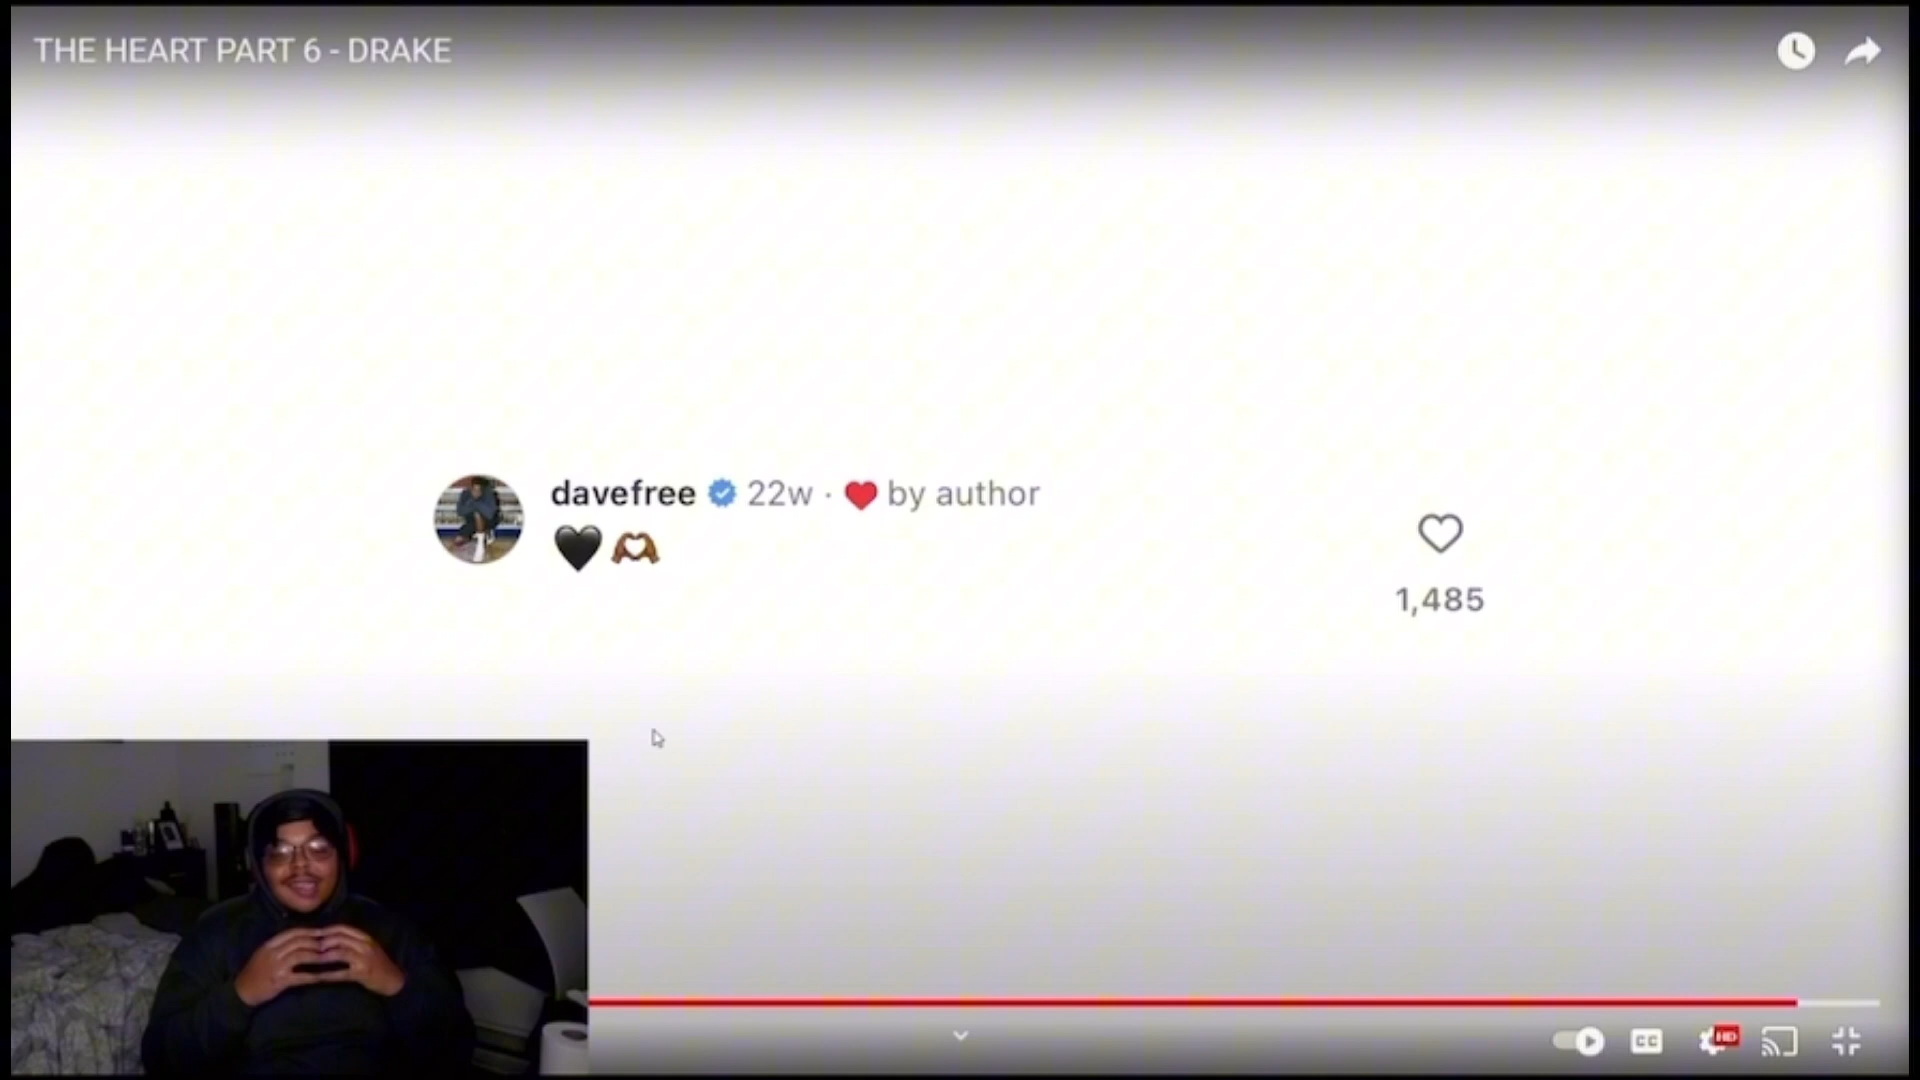 THE HEART PART 6 - DRAKE
davefree 22w · ❤️ by author
🖤 🫶🏾
1,485
CC
HD